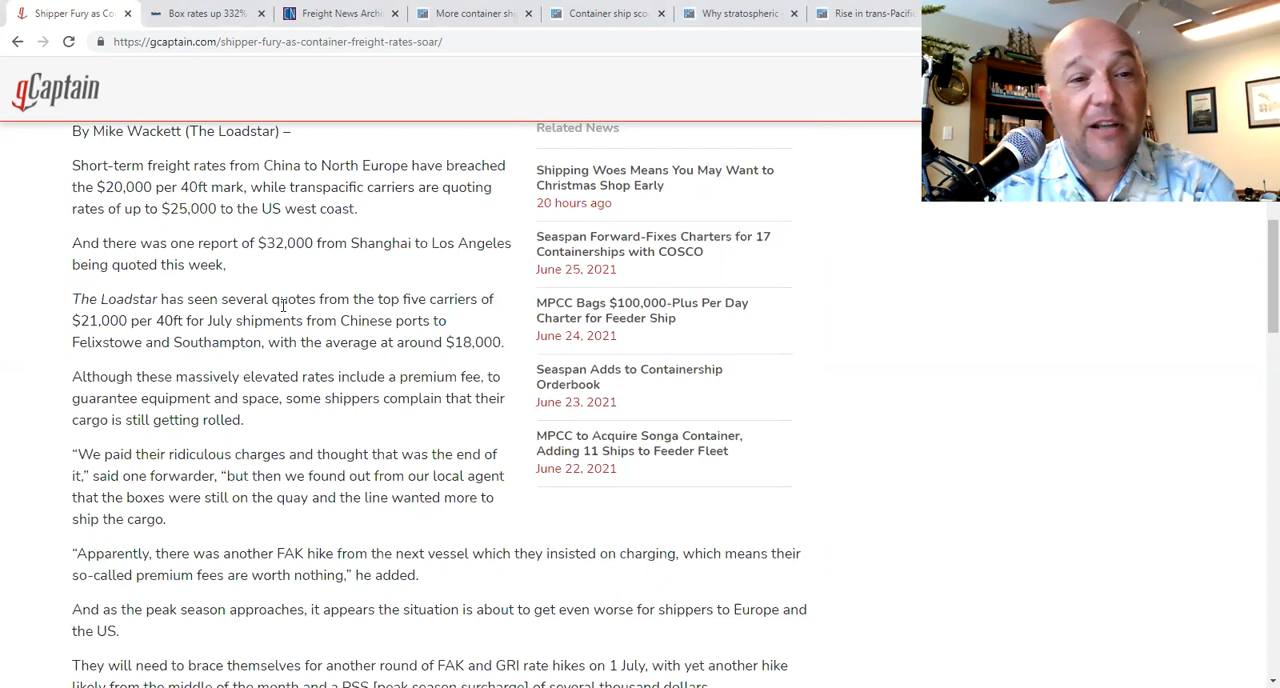 Shipper Fury as Con
Box rates up 332%
Freight News Arch
More container shi
Container ship sco
Why stratospheric
Rise in trans-Pacific
https://gcaptain.com/shipper-fury-as-container-freight-rates-soar/
gCaptain
By Mike Wackett (The Loadstar) –
Short-term freight rates from China to North Europe have breached
the $20,000 per 40ft mark, while transpacific carriers are quoting
rates of up to $25,000 to the US west coast.
And there was one report of $32,000 from Shanghai to Los Angeles
being quoted this week,
The Loadstar has seen several quotes from the top five carriers of
$21,000 per 40ft for July shipments from Chinese ports to
Felixstowe and Southampton, with the average at around $18,000.
Although these massively elevated rates include a premium fee, to
guarantee equipment and space, some shippers complain that their
cargo is still getting rolled.
“We paid their ridiculous charges and thought that was the end of
it,” said one forwarder, “but then we found out from our local agent
that the boxes were still on the quay and the line wanted more to
ship the cargo.
“Apparently, there was another FAK hike from the next vessel which they insisted on charging, which means their
so-called premium fees are worth nothing,” he added.
And as the peak season approaches, it appears the situation is about to get even worse for shippers to Europe and
the US.
They will need to brace themselves for another round of FAK and GRI rate hikes on 1 July, with yet another hike
likely from the middle of the month and a PSS [peak season surcharge] of several thousand dollars.
Related News
Shipping Woes Means You May Want to
Christmas Shop Early
20 hours ago
Seaspan Forward-Fixes Charters for 17
Containerships with COSCO
June 25, 2021
MPCC Bags $100,000-Plus Per Day
Charter for Feeder Ship
June 24, 2021
Seaspan Adds to Containership
Orderbook
June 23, 2021
MPCC to Acquire Songa Container,
Adding 11 Ships to Feeder Fleet
June 22, 2021